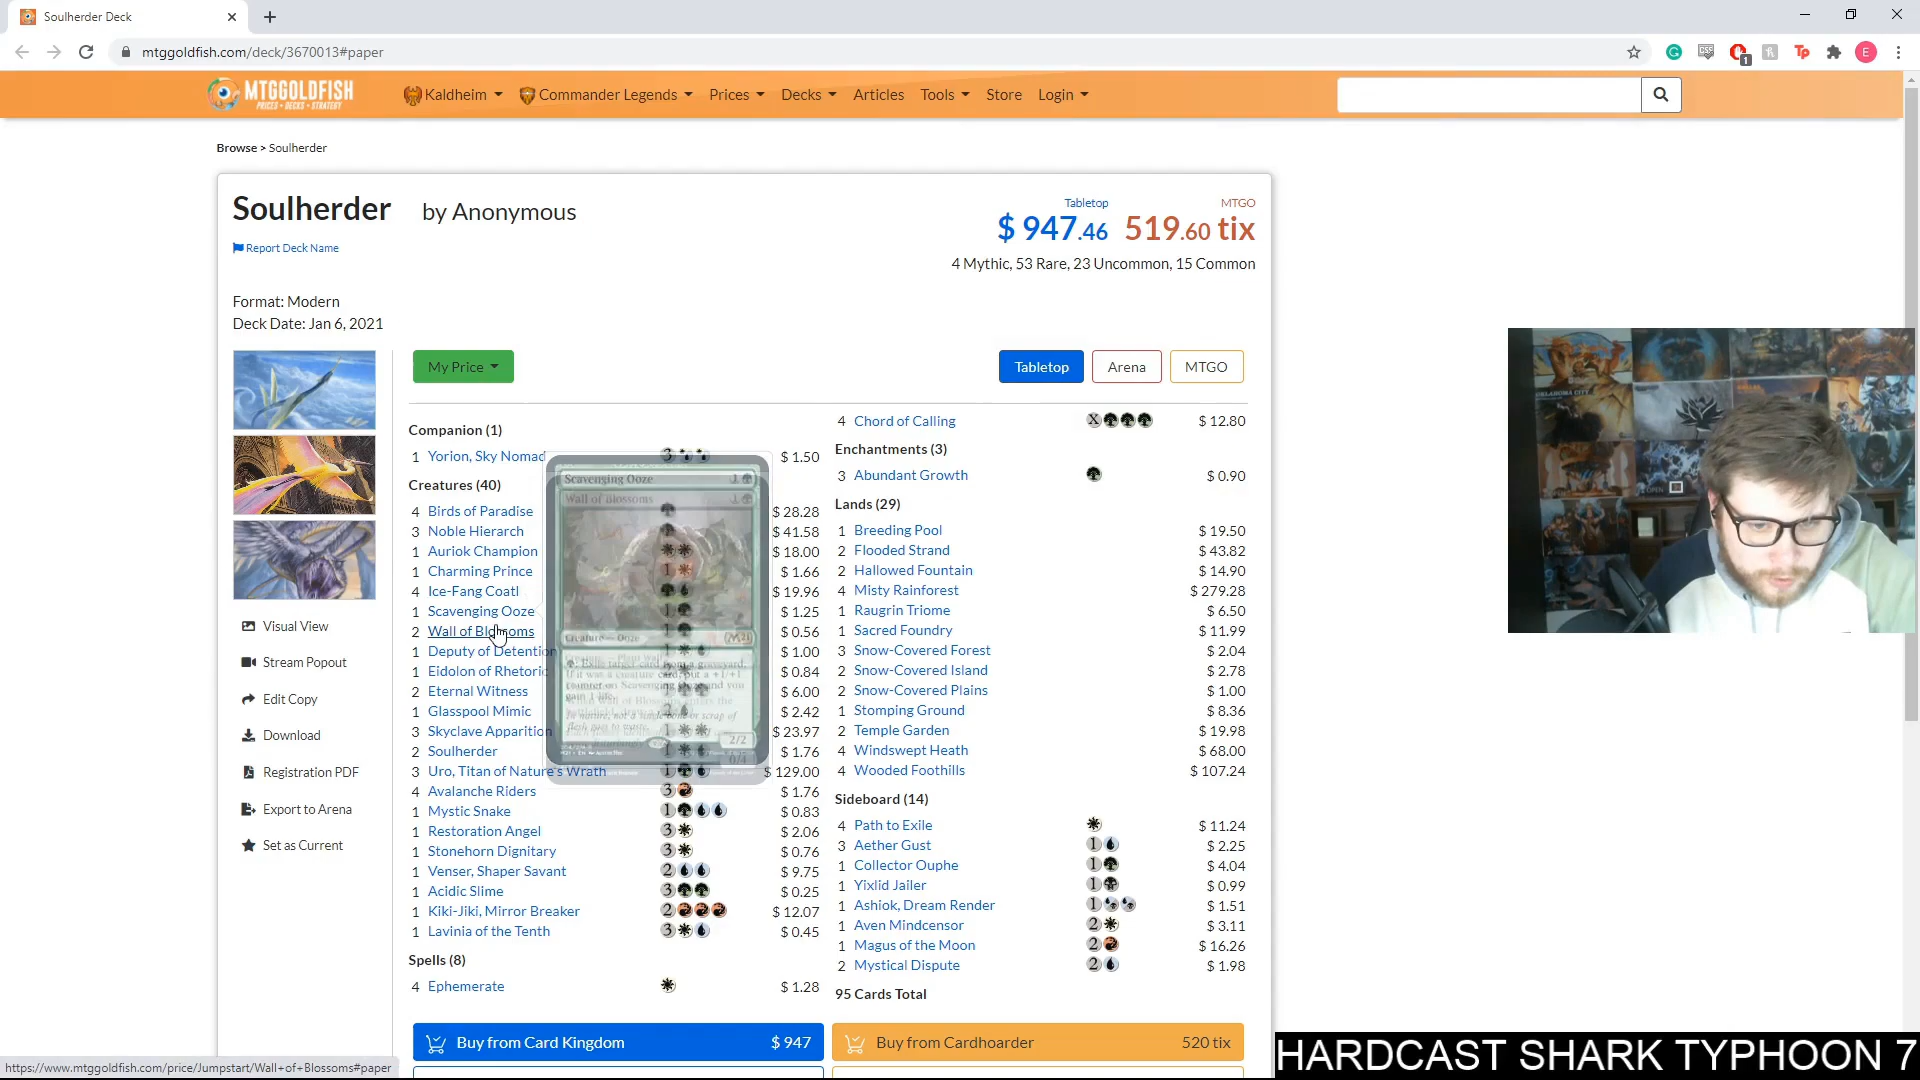 Soulherder Deck
mtggoldfish.com/deck/3670013#paper
MTGGOLDFISH
PRICES • DECKS • STRATEGY
Kaldheim
Commander Legends
Prices
Decks
Articles
Tools
Store
Login
Browse > Soulherder
Soulherder by Anonymous
Report Deck Name
Tabletop
$ 947.46
MTGO
519.60 tix
4 Mythic, 53 Rare, 23 Uncommon, 15 Common
Format: Modern
Deck Date: Jan 6, 2021
My Price
Tabletop
Arena
MTGO
Visual View
Stream Popout
Edit Copy
Download
Registration PDF
Export to Arena
Set as Current
Companion (1)
1 Yorion, Sky Nomad $ 1.50
Creatures (40)
4 Birds of Paradise $ 28.28
3 Noble Hierarch $ 41.58
1 Auriok Champion $ 18.00
1 Charming Prince $ 1.66
4 Ice-Fang Coatl $ 19.96
1 Scavenging Ooze $ 1.25
2 Wall of Blossoms $ 0.56
1 Deputy of Detention $ 1.00
1 Eidolon of Rhetoric $ 0.84
2 Eternal Witness $ 6.00
1 Glasspool Mimic $ 2.42
3 Skyclave Apparition $ 23.97
2 Soulherder $ 1.76
3 Uro, Titan of Nature's Wrath $ 129.00
4 Avalanche Riders $ 1.76
1 Mystic Snake $ 0.83
1 Restoration Angel $ 2.06
1 Stonehorn Dignitary $ 0.76
1 Venser, Shaper Savant $ 9.75
1 Acidic Slime $ 0.25
1 Kiki-Jiki, Mirror Breaker $ 12.07
1 Lavinia of the Tenth $ 0.45
Spells (8)
4 Ephemerate $ 1.28
Scavenging Ooze
Wall of Blossoms
Creature — Ooze
2/2
0/4
4 Chord of Calling X $ 12.80
Enchantments (3)
3 Abundant Growth $ 0.90
Lands (29)
1 Breeding Pool $ 19.50
2 Flooded Strand $ 43.82
2 Hallowed Fountain $ 14.90
4 Misty Rainforest $ 279.28
1 Raugrin Triome $ 6.50
1 Sacred Foundry $ 11.99
3 Snow-Covered Forest $ 2.04
2 Snow-Covered Island $ 2.78
2 Snow-Covered Plains $ 1.00
1 Stomping Ground $ 8.36
2 Temple Garden $ 19.98
4 Windswept Heath $ 68.00
4 Wooded Foothills $ 107.24
Sideboard (14)
4 Path to Exile $ 11.24
3 Aether Gust $ 2.25
1 Collector Ouphe $ 4.04
1 Yixlid Jailer $ 0.99
1 Ashiok, Dream Render $ 1.51
1 Aven Mindcensor $ 3.11
1 Magus of the Moon $ 16.26
2 Mystical Dispute $ 1.98
95 Cards Total
Buy from Card Kingdom $ 947
Buy from Cardhoarder 520 tix
https://www.mtggoldfish.com/price/Jumpstart/Wall+of+Blossoms#paper
HARDCAST SHARK TYPHOON 7